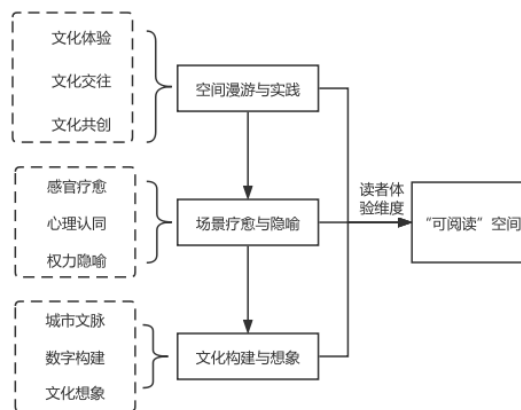 文化体验
文化交往
文化共创
空间漫游与实践
感官疗愈
心理认同
权力隐喻
场景疗愈与隐喻
读者体
验维度
“可阅读”空间
城市文脉
数字构建
文化想象
文化构建与想象